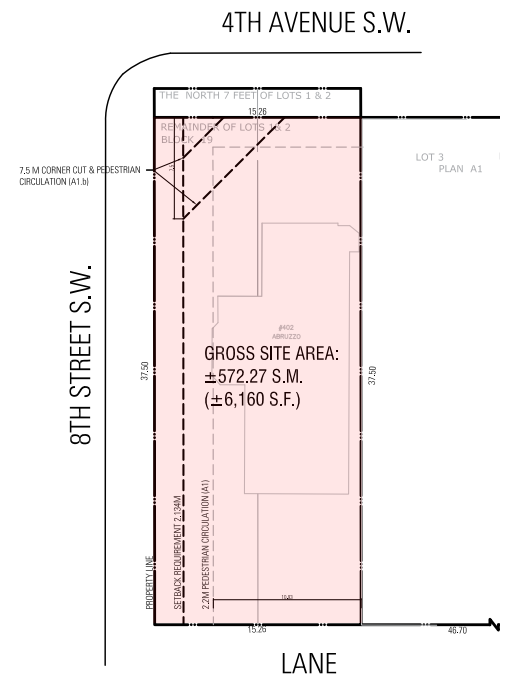 4TH AVENUE S.W.
THE NORTH 7 FEET OF LOTS 1 & 2
15.26
REMAINDER OF LOTS 1& 2
BLOCK 19
LOT 3
PLAN A1
7.5 M CORNER CUT & PEDESTRIAN
CIRCULATION (A1.b)
8TH STREET S.W.
#402
ABRUZZO
GROSS SITE AREA:
±572.27 S.M.
(±6,160 S.F.)
37.50
37.50
PROPERTY LINE
SETBACK REQUIREMENT 2.134M
2.2M PEDESTRIAN CIRCULATION (A1)
15.26
46.70
LANE